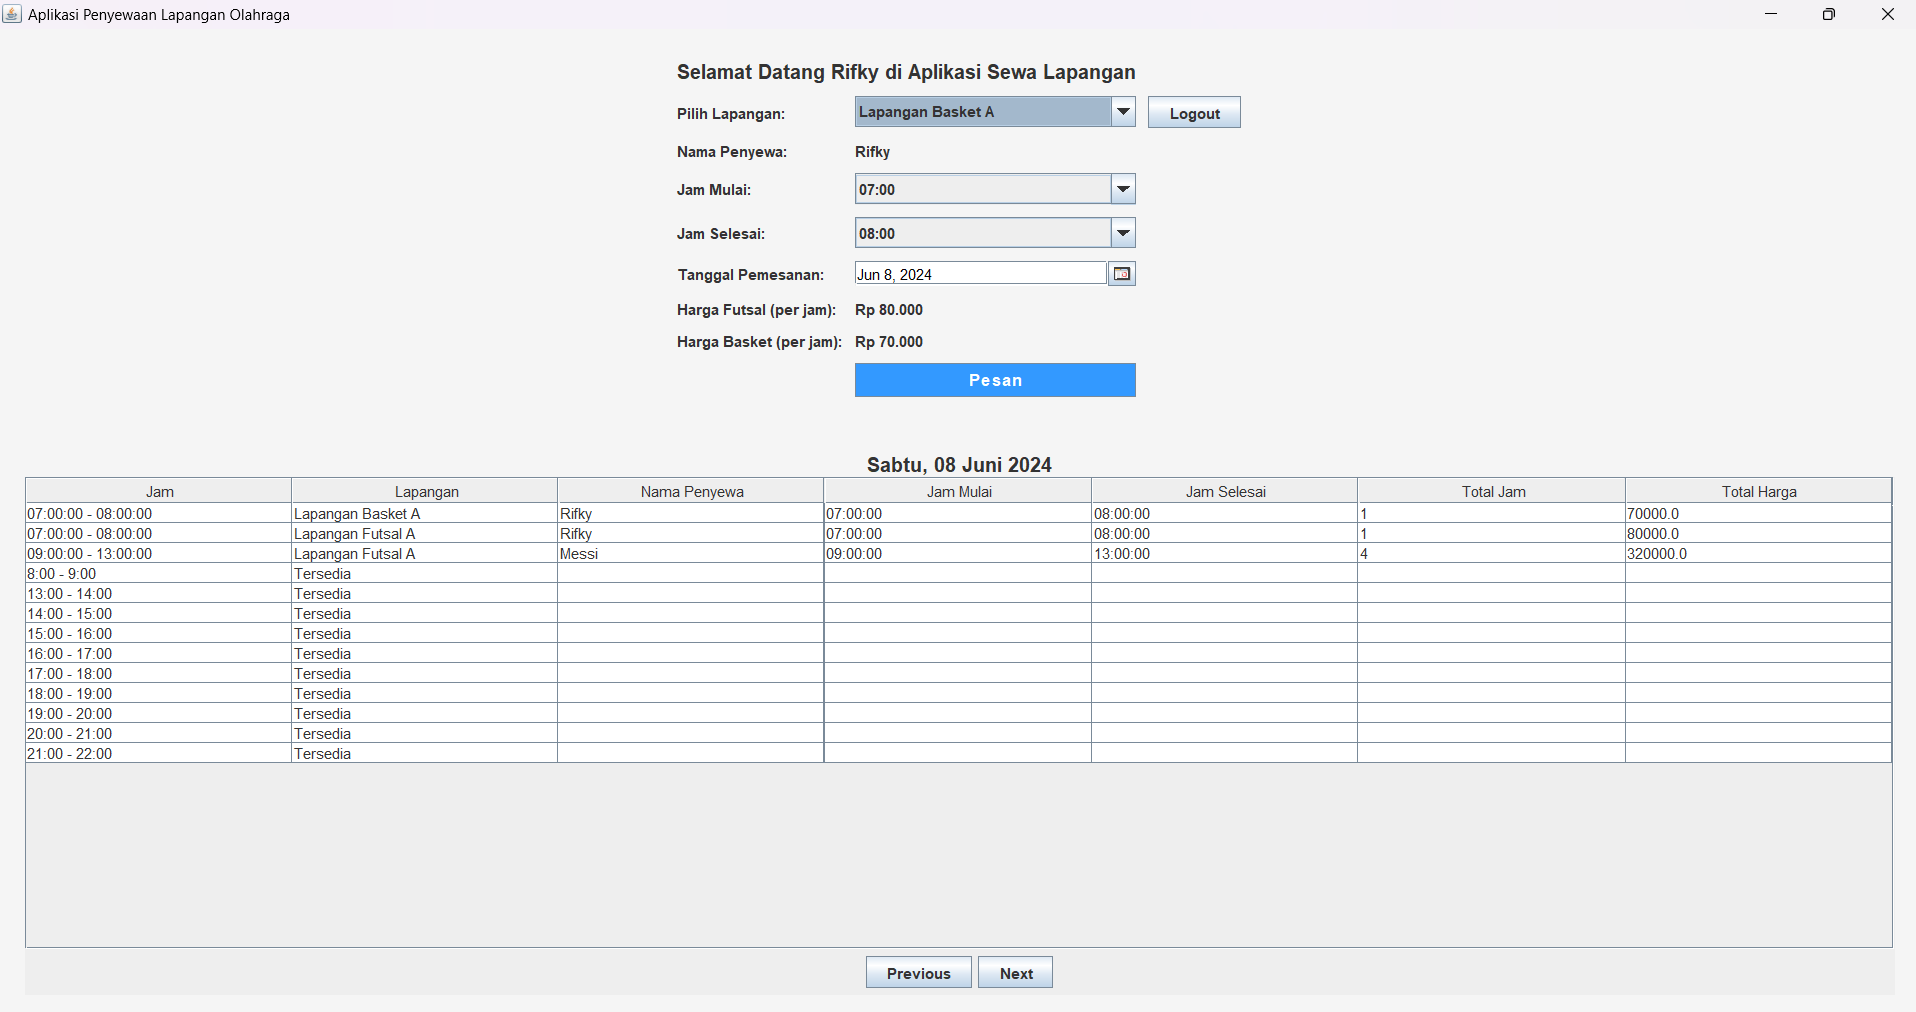 Aplikasi Penyewaan Lapangan Olahraga
Selamat Datang Rifky di Aplikasi Sewa Lapangan
Pilih Lapangan: Lapangan Basket A Logout
Nama Penyewa: Rifky
Jam Mulai: 07:00
Jam Selesai: 08:00
Tanggal Pemesanan: Jun 8, 2024
Harga Futsal (per jam): Rp 80.000
Harga Basket (per jam): Rp 70.000
Pesan
Sabtu, 08 Juni 2024
Jam Lapangan Nama Penyewa Jam Mulai Jam Selesai Total Jam Total Harga
07:00:00 - 08:00:00 Lapangan Basket A Rifky 07:00:00 08:00:00 1 70000.0
07:00:00 - 08:00:00 Lapangan Futsal A Rifky 07:00:00 08:00:00 1 80000.0
09:00:00 - 13:00:00 Lapangan Futsal A Messi 09:00:00 13:00:00 4 320000.0
8:00 - 9:00 Tersedia
13:00 - 14:00 Tersedia
14:00 - 15:00 Tersedia
15:00 - 16:00 Tersedia
16:00 - 17:00 Tersedia
17:00 - 18:00 Tersedia
18:00 - 19:00 Tersedia
19:00 - 20:00 Tersedia
20:00 - 21:00 Tersedia
21:00 - 22:00 Tersedia
Previous Next